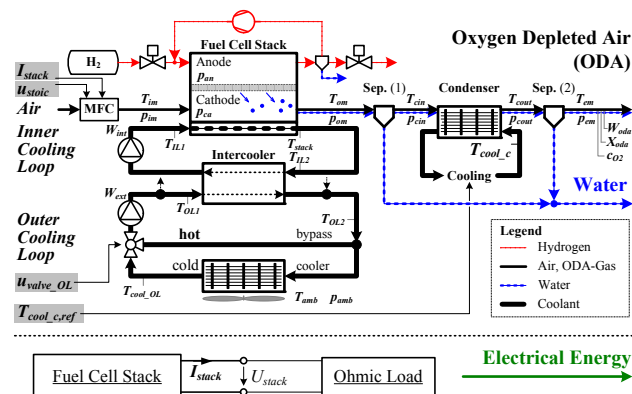 Fuel Cell Stack
Oxygen Depleted Air
(ODA)
H2
Anode
pan
Istack
ustoic
Air
MFC
Tim
pim
Cathode
pca
Tom
pom
Sep. (1)
Tcin
pcin
Condenser
Tcout
pcout
Sep. (2)
Tem
pem
Woda
Xoda
cO2
Inner
Cooling
Loop
Wint
TIL1
Tstack
TIL2
Intercooler
Tcool_c
Cooling
Water
Wext
TOL1
TOL2
Outer
Cooling
Loop
hot
bypass
cold
cooler
uvalve_OL
Tcool_OL
Tamb
pamb
Tcool_c,ref
Legend
Hydrogen
Air, ODA-Gas
Water
Coolant
Fuel Cell Stack
Istack
Ustack
Ohmic Load
Electrical Energy